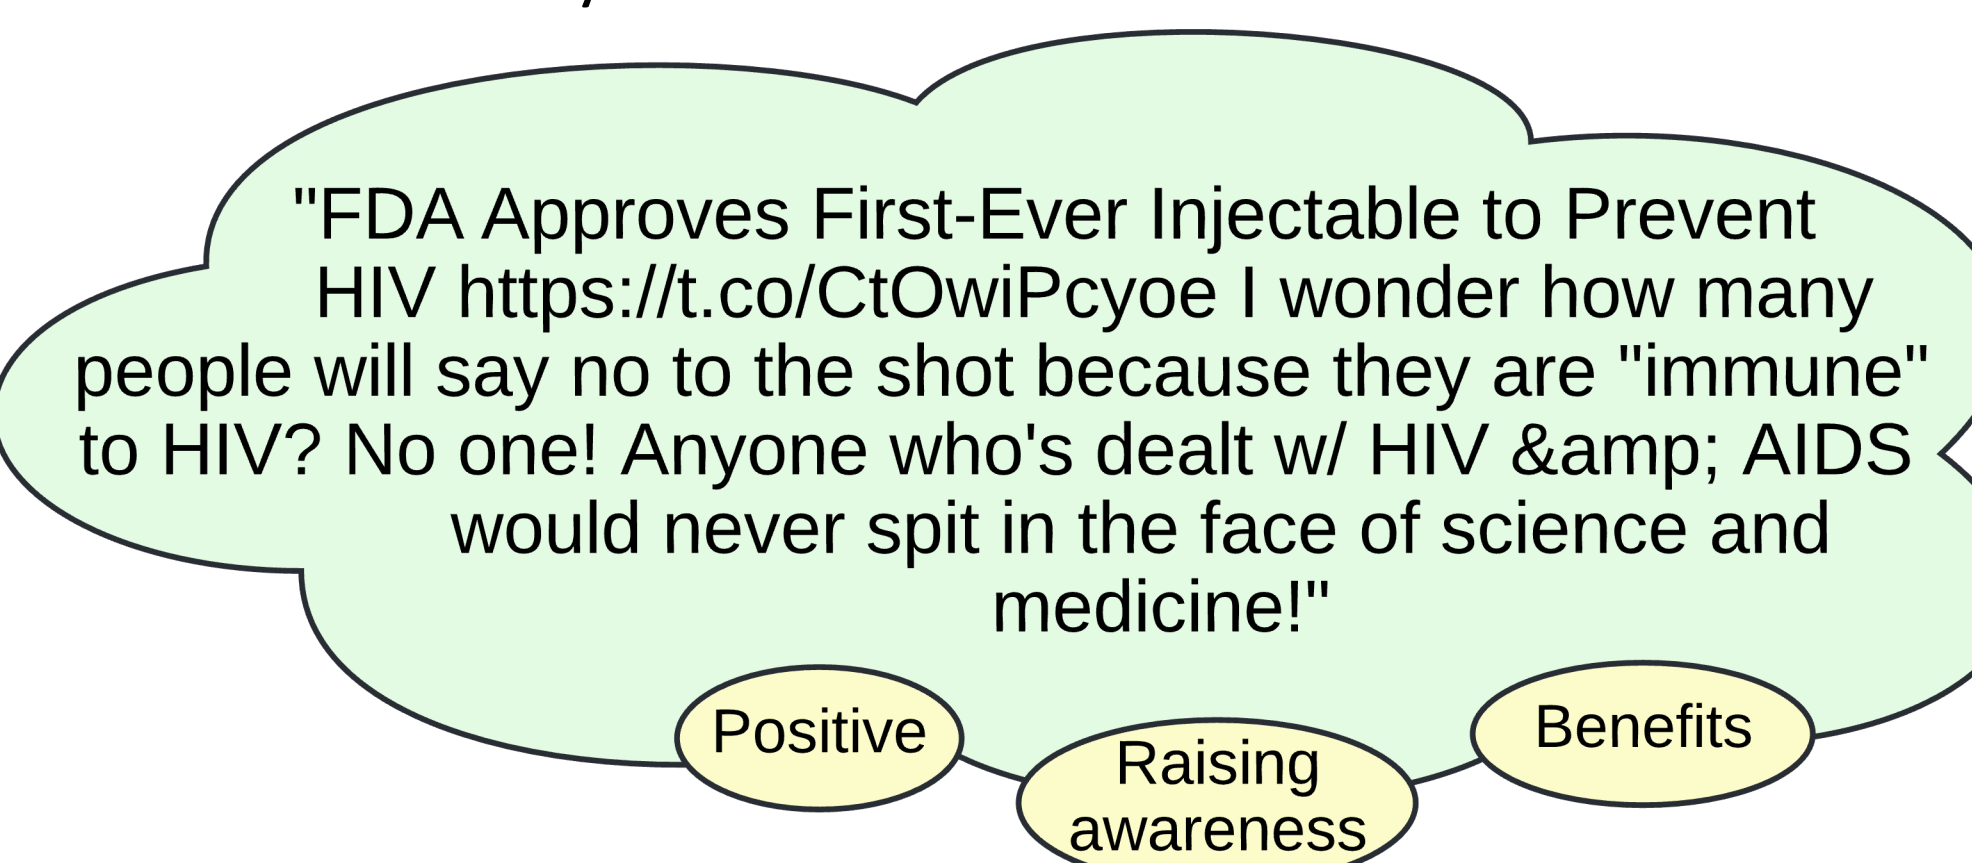 "FDA Approves First-Ever Injectable to Prevent
HIV https://t.co/CtOwiPcyoe I wonder how many
people will say no to the shot because they are "immune"
to HIV? No one! Anyone who's dealt w/ HIV &amp; AIDS
would never spit in the face of science and
medicine!"
Positive
Raising
awareness
Benefits